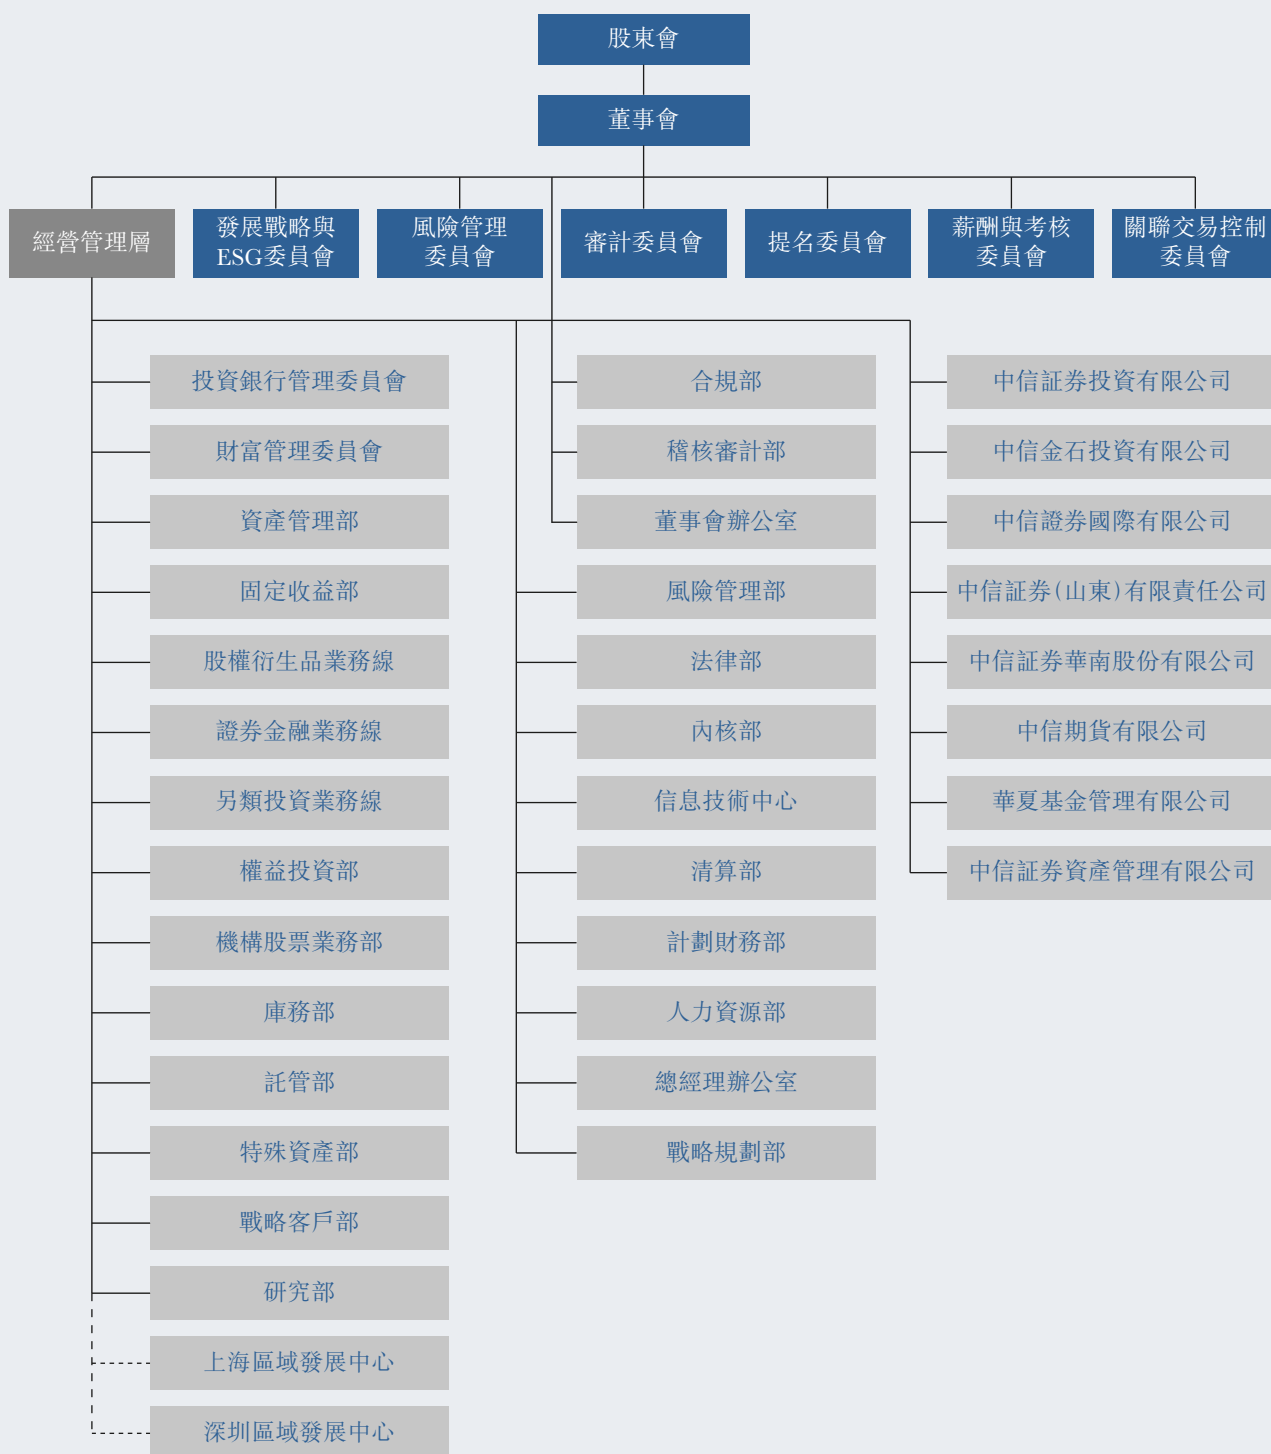 股東會
董事會
經營管理層
發展戰略與
ESG委員會
風險管理
委員會
審計委員會
提名委員會
薪酬與考核
委員會
關聯交易控制
委員會
投資銀行管理委員會
財富管理委員會
資產管理部
固定收益部
股權衍生品業務線
證券金融業務線
另類投資業務線
權益投資部
機構股票業務部
庫務部
託管部
特殊資產部
戰略客戶部
研究部
上海區域發展中心
深圳區域發展中心
合規部
稽核審計部
董事會辦公室
風險管理部
法律部
內核部
信息技術中心
清算部
計劃財務部
人力資源部
總經理辦公室
戰略規劃部
中信証券投資有限公司
中信金石投資有限公司
中信證券國際有限公司
中信証券(山東)有限責任公司
中信証券華南股份有限公司
中信期貨有限公司
華夏基金管理有限公司
中信証券資產管理有限公司